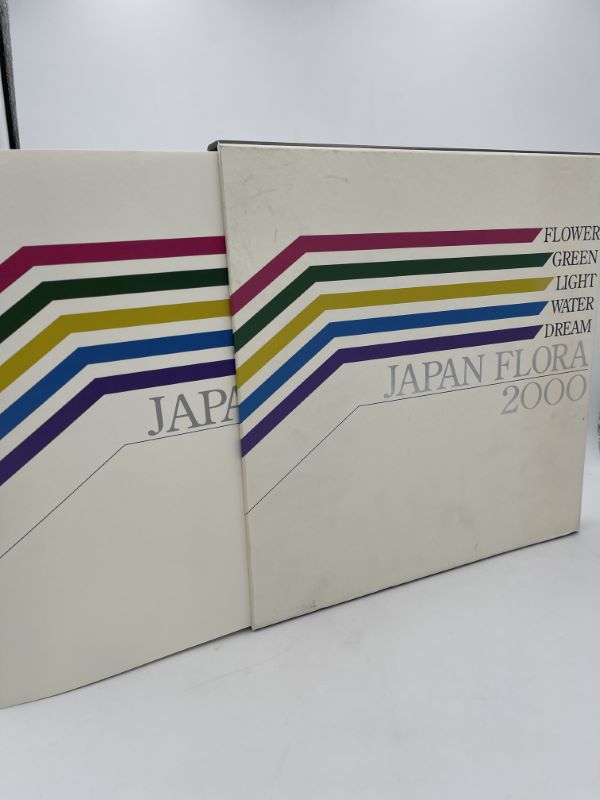 FLOWER
GREEN
LIGHT
WATER
DREAM
JAPAN FLORA
2000
JAPA